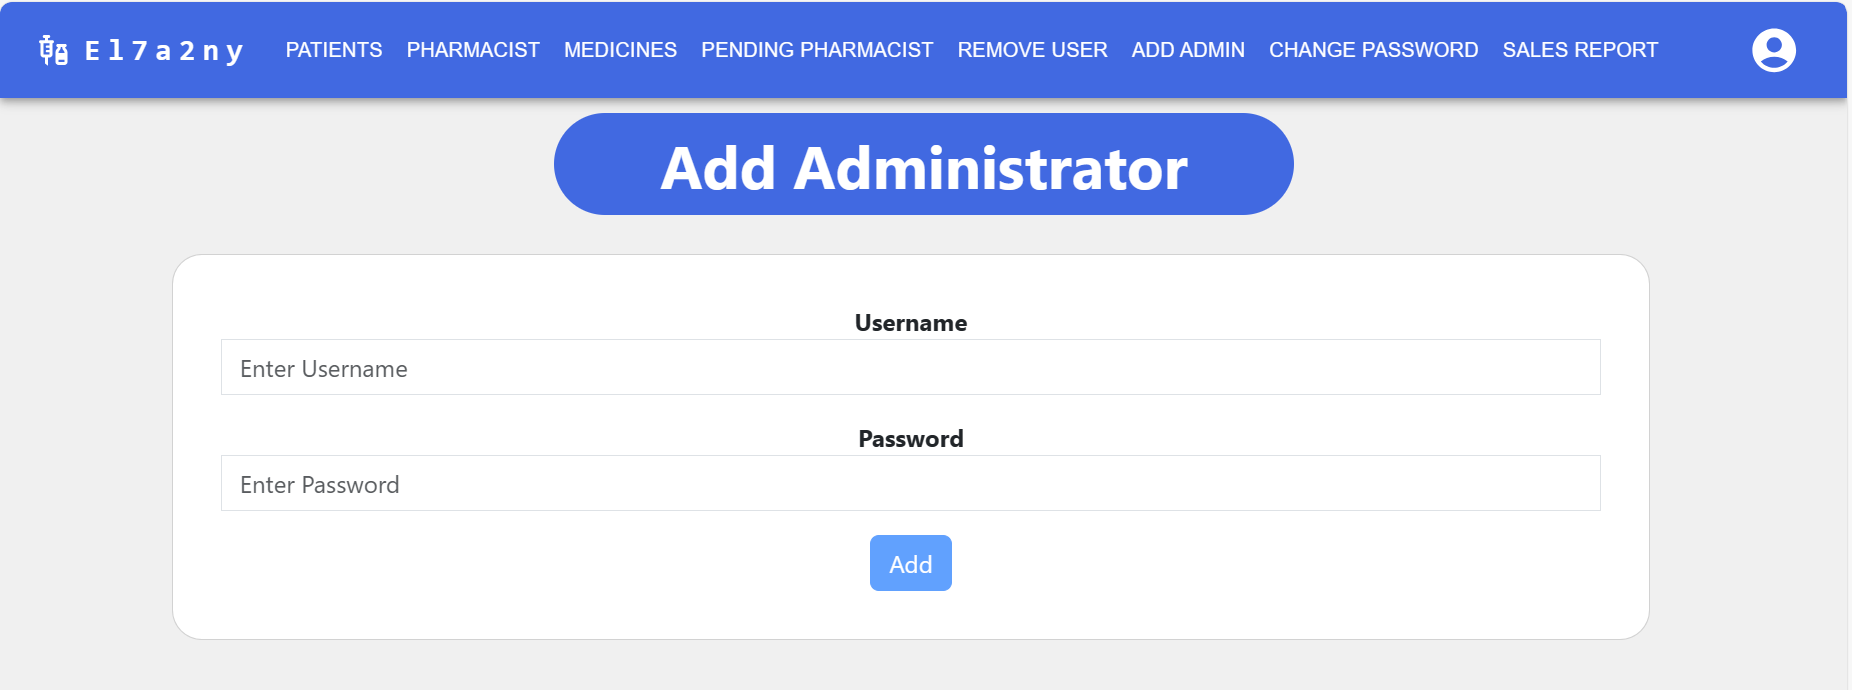 El7a2ny PATIENTS PHARMACIST MEDICINES PENDING PHARMACIST REMOVE USER ADD ADMIN CHANGE PASSWORD SALES REPORT
Add Administrator
Username
Enter Username
Password
Enter Password
Add